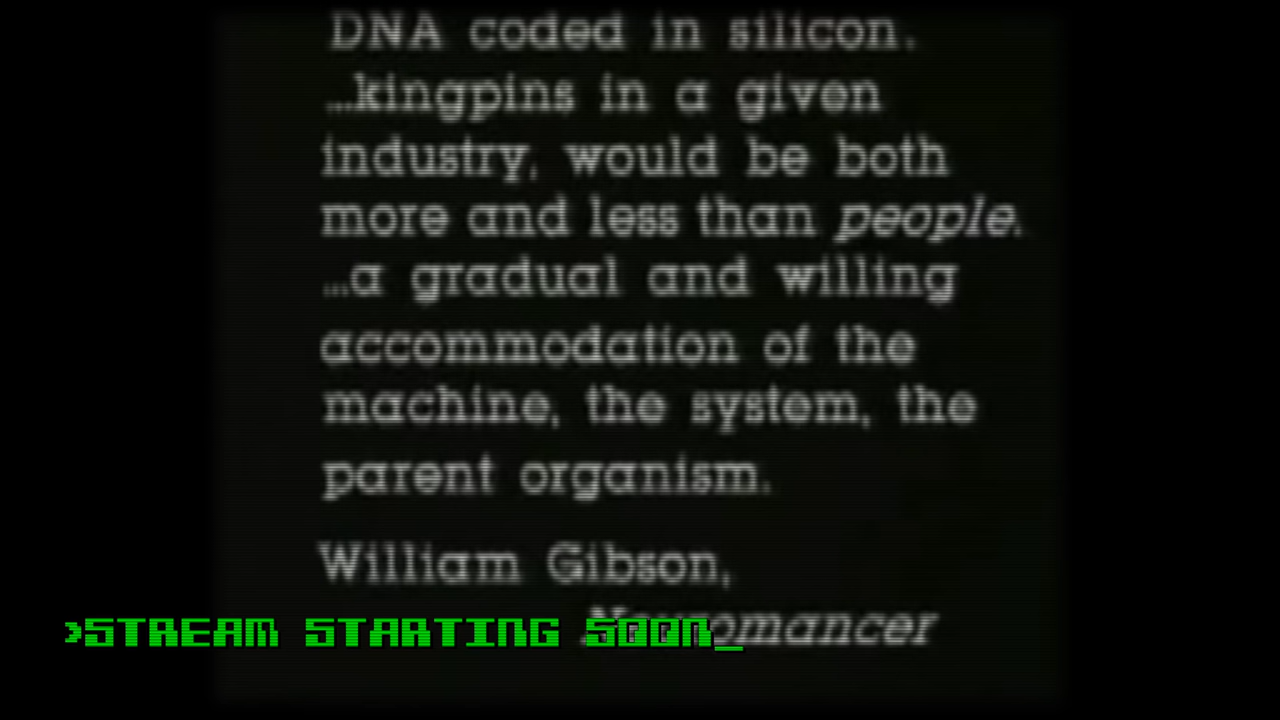 DNA coded in silicon.
...kingpins in a given
industry, would be both
more and less than people.
...a gradual and willing
accommodation of the
machine, the system, the
parent organism.
William Gibson,
Neuromancer
>STREAM STARTING SOON_